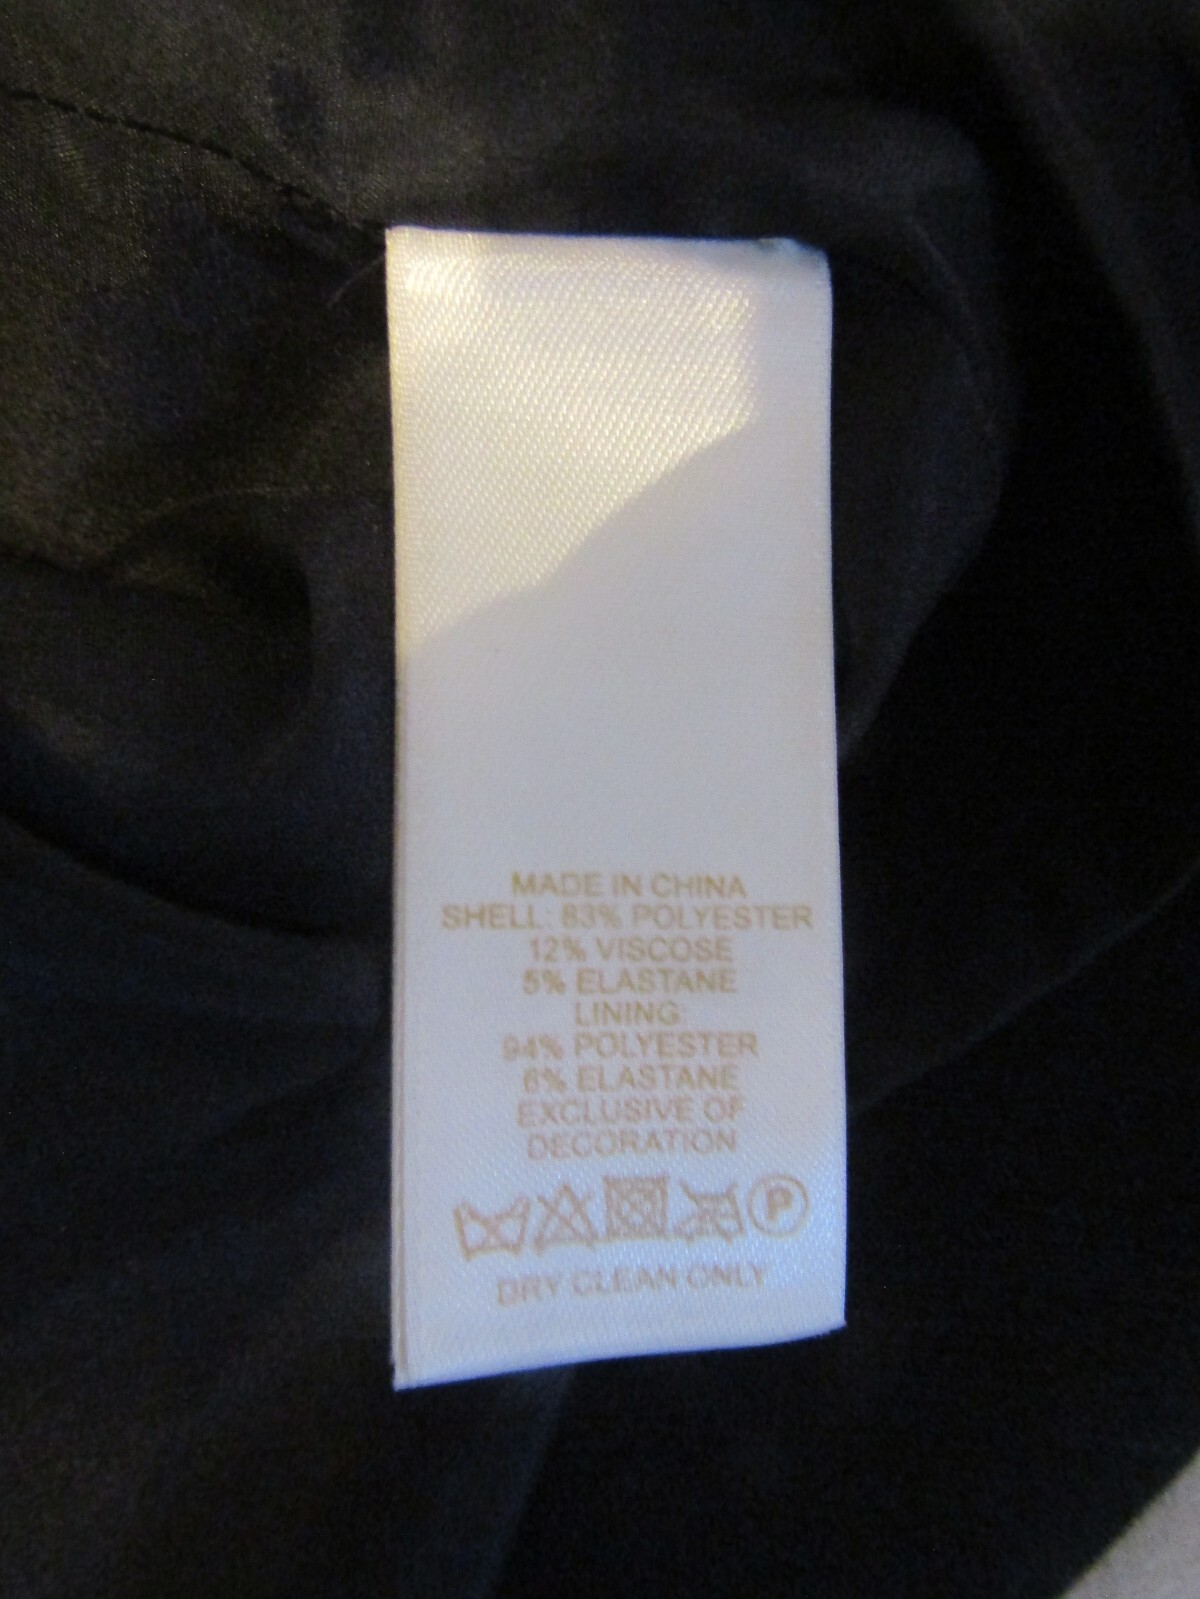 MADE IN CHINA
SHELL: 83% POLYESTER
12% VISCOSE
5% ELASTANE
LINING:
94% POLYESTER
6% ELASTANE
EXCLUSIVE OF
DECORATION
P
DRY CLEAN ONLY